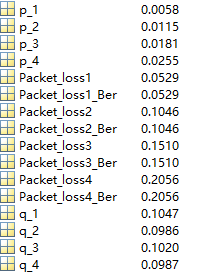 p_1 0.0058
p_2 0.0115
p_3 0.0181
p_4 0.0255
Packet_loss1 0.0529
Packet_loss1_Ber 0.0529
Packet_loss2 0.1046
Packet_loss2_Ber 0.1046
Packet_loss3 0.1510
Packet_loss3_Ber 0.1510
Packet_loss4 0.2056
Packet_loss4_Ber 0.2056
q_1 0.1047
q_2 0.0986
q_3 0.1020
q_4 0.0987